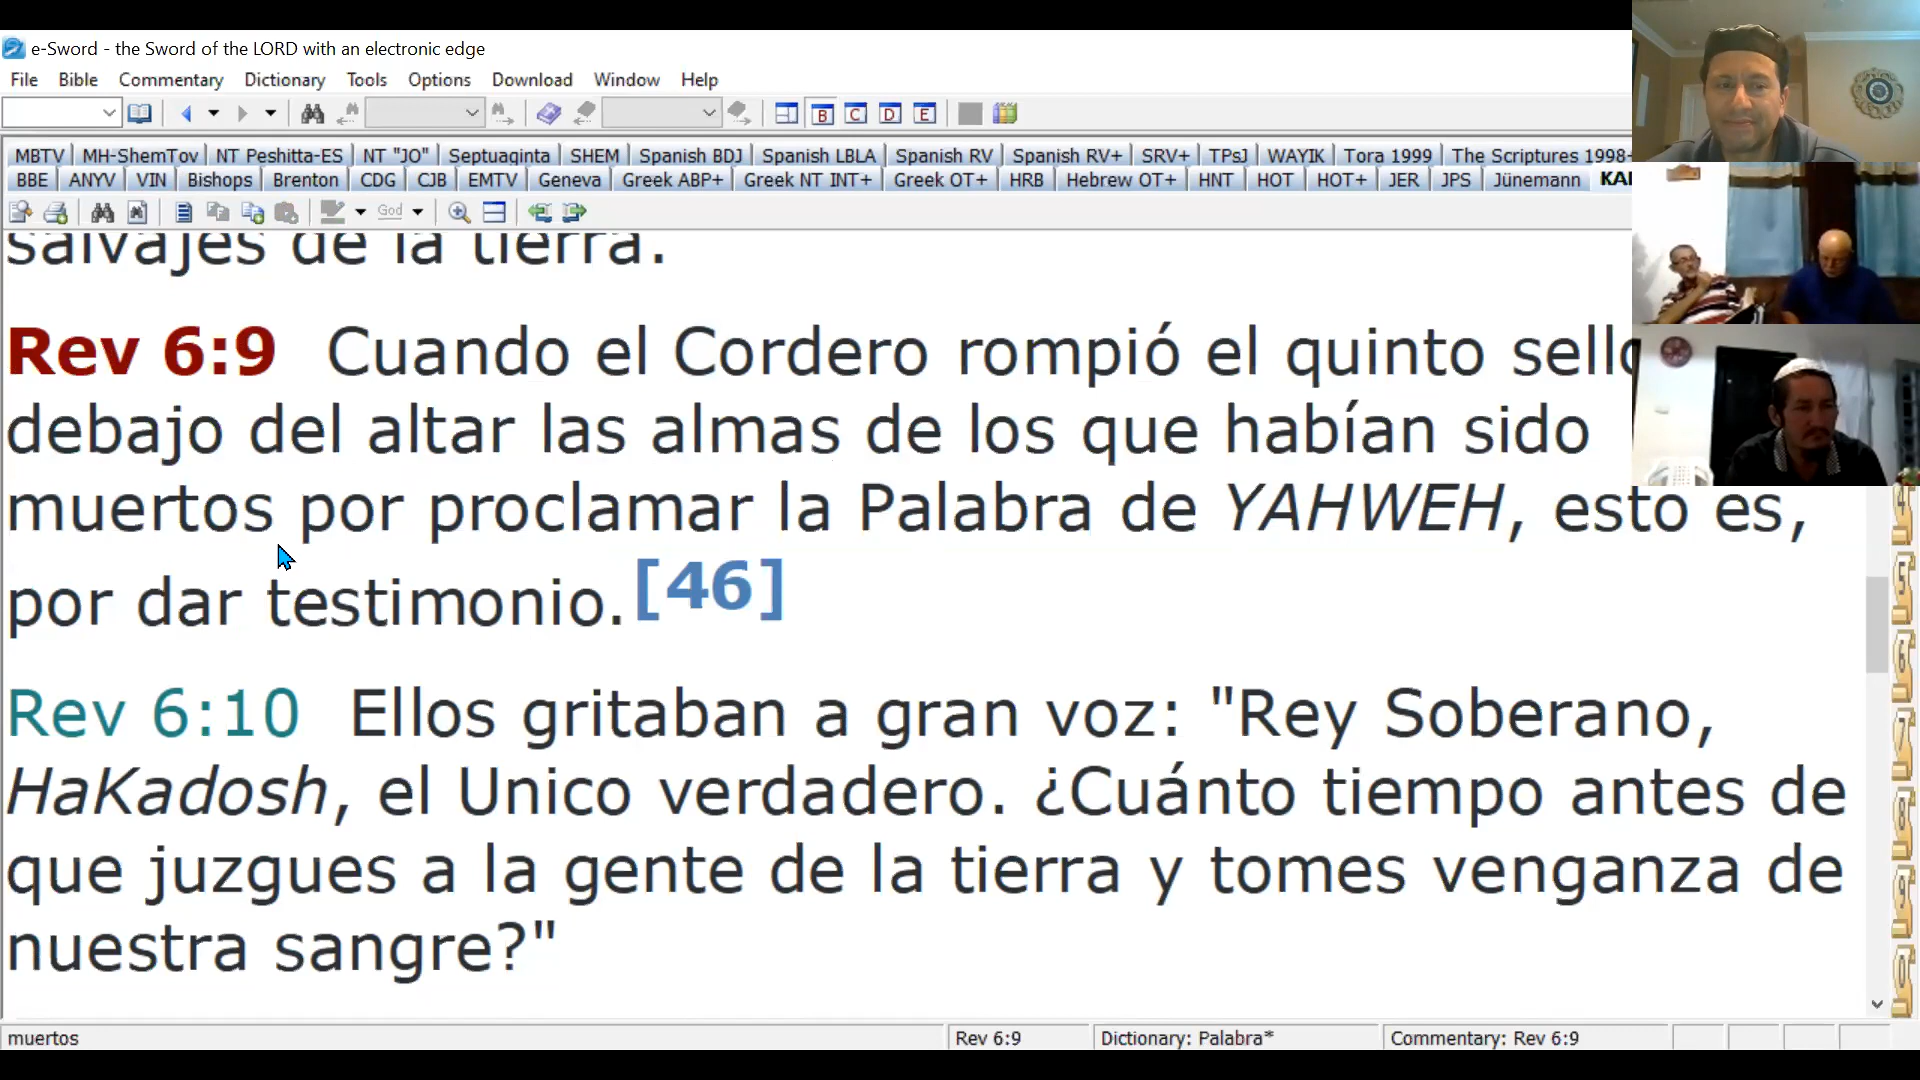 e-Sword - the Sword of the LORD with an electronic edge
File Bible Commentary Dictionary Tools Options Download Window Help
B C D E
MBTV MH-ShemTov NT Peshitta-ES NT "JO" Septuaginta SHEM Spanish BDJ Spanish LBLA Spanish RV Spanish RV+ SRV+ TPsJ WAYIK Tora 1999 The Scriptures 1998
BBE ANYV VIN Bishops Brenton CDG CJB EMTV Geneva Greek ABP+ Greek NT INT+ Greek OT+ HRB Hebrew OT+ HNT HOT HOT+ JER JPS Jünemann
God
salvajes de la tierra.
Rev 6:9 Cuando el Cordero rompió el quinto
debajo del altar las almas de los que habían sido
muertos por proclamar la Palabra de YAHWEH, esto es,
por dar testimonio.[46]
Rev 6:10 Ellos gritaban a gran voz: "Rey Soberano,
HaKadosh, el Unico verdadero. ¿Cuánto tiempo antes de
que juzgues a la gente de la tierra y tomes venganza de
nuestra sangre?"
5
6
7
8
9
0
muertos Rev 6:9 Dictionary: Palabra* Commentary: Rev 6:9